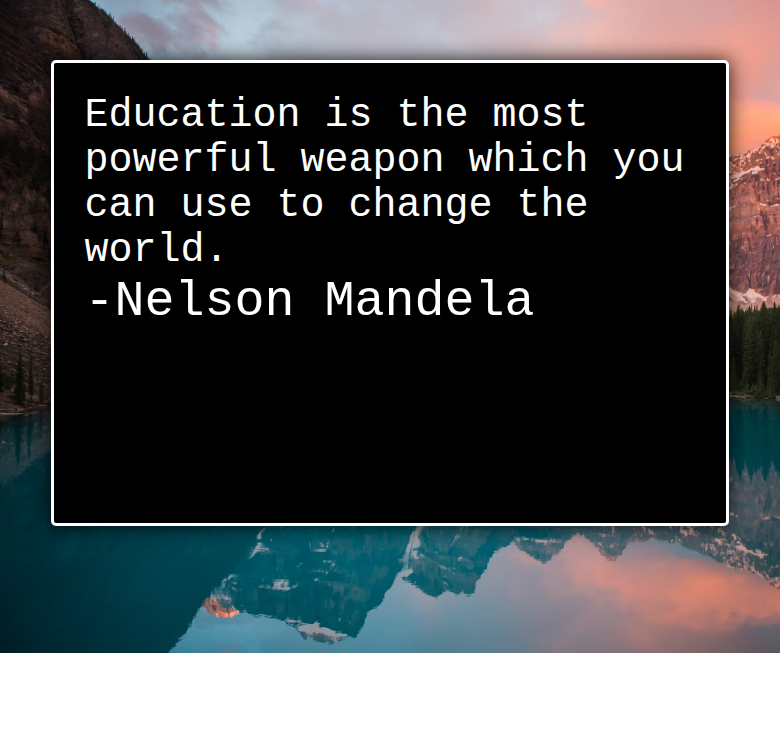 Education is the most
powerful weapon which you
can use to change the
world.
-Nelson Mandela